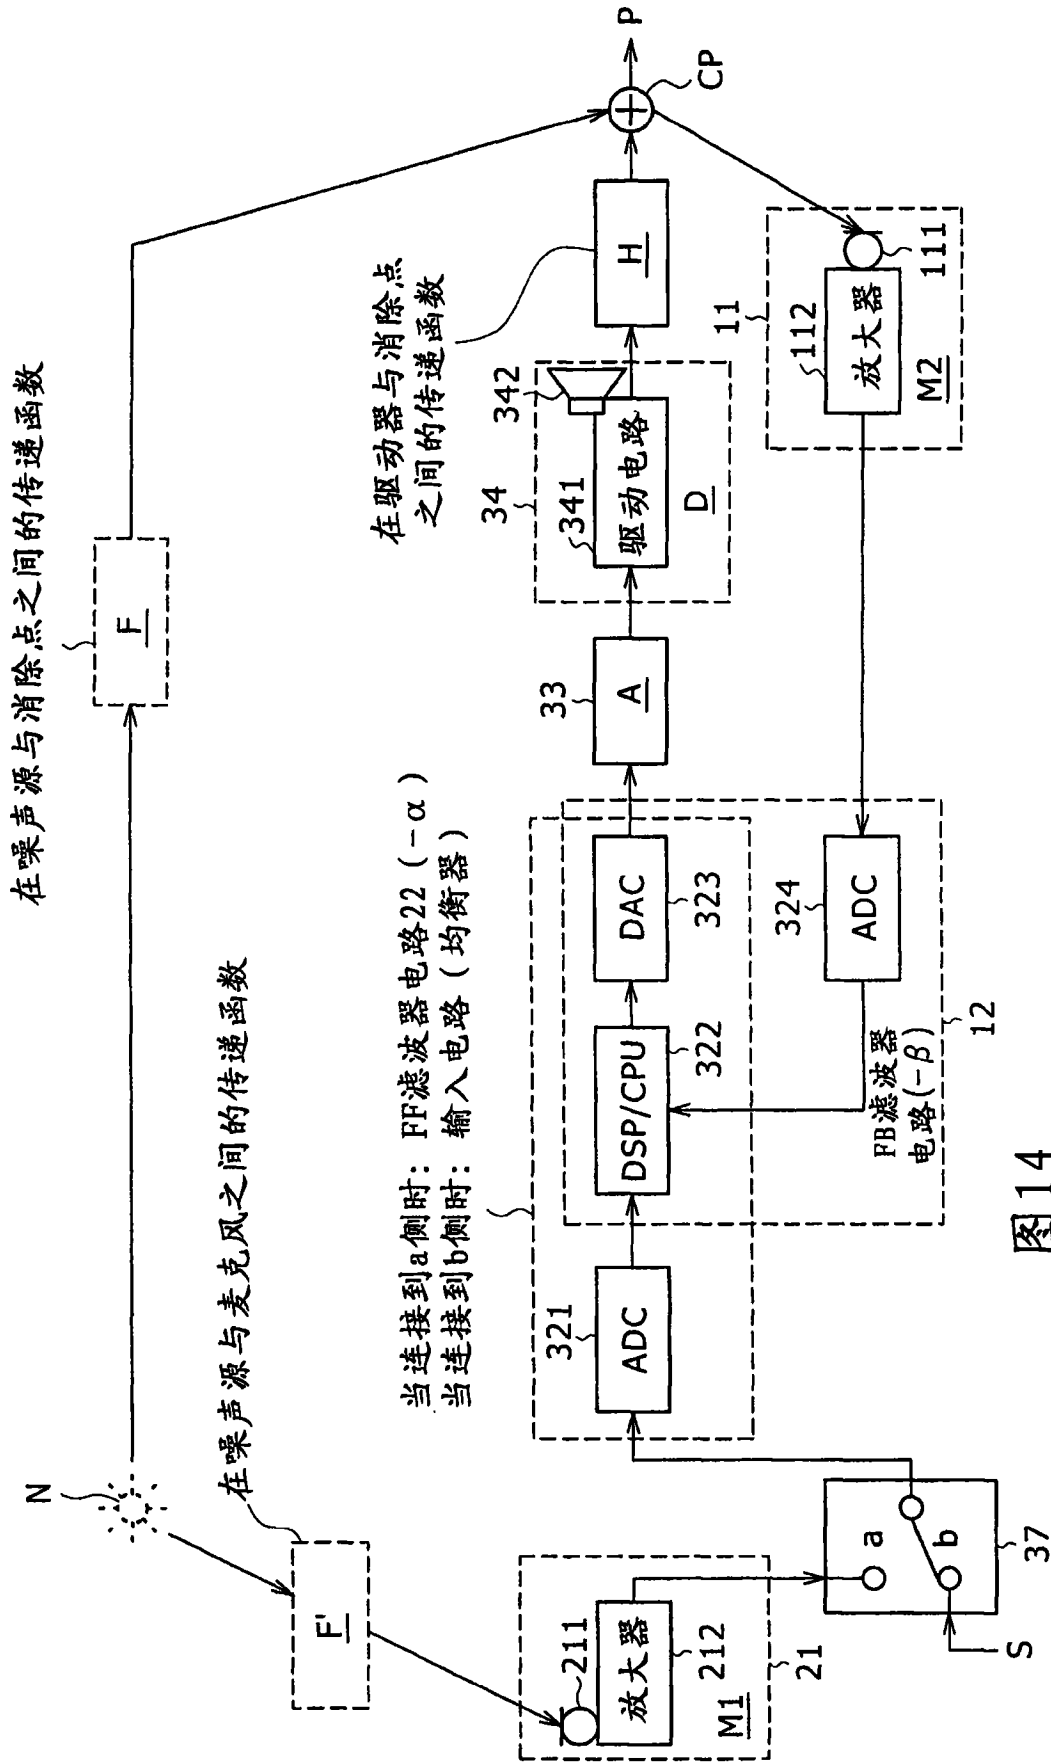 在噪声源与消除点之间的传递函数
F
N
在噪声源与麦克风之间的传递函数
F'
当连接到a侧时: FF滤波器电路22 (-α)
当连接到b侧时: 输入电路 (均衡器)
在驱动器与消除点
之间的传递函数
211
放大器
212
M1
21
a
b
37
S
321
ADC
DSP/CPU
322
DAC
323
33
A
34
341
342
驱动电路
D
H
P
CP
324
ADC
FB滤波器
电路(-β)
12
11
112
放大器
111
M2
图14